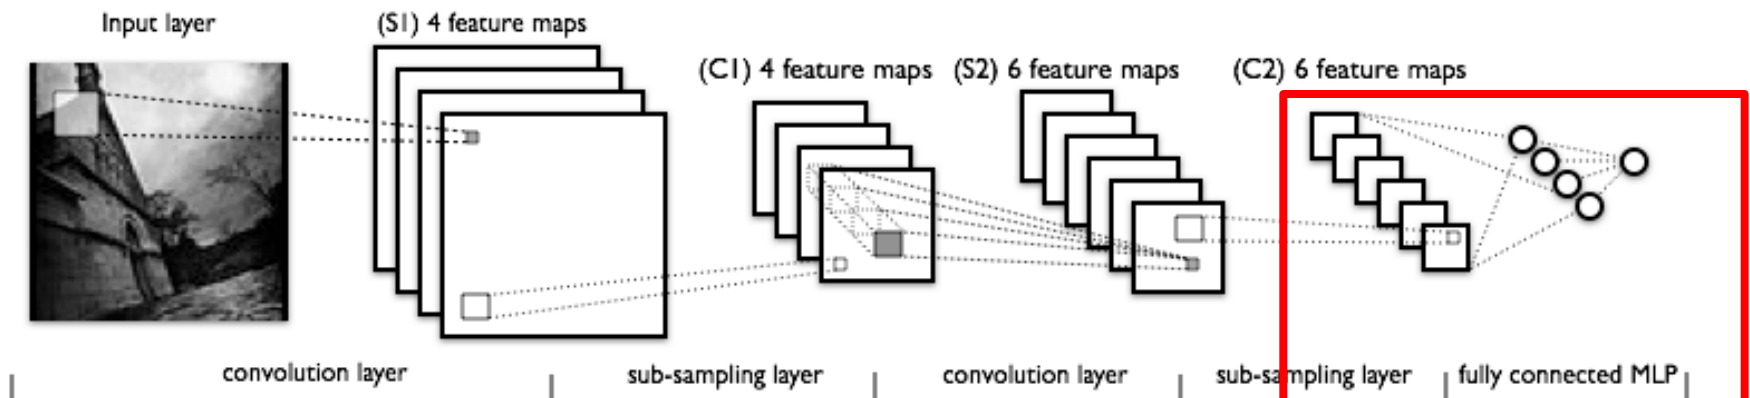 Input layer
(S1) 4 feature maps
(C1) 4 feature maps
(S2) 6 feature maps
(C2) 6 feature maps
convolution layer
sub-sampling layer
convolution layer
sub-sampling layer
fully connected MLP